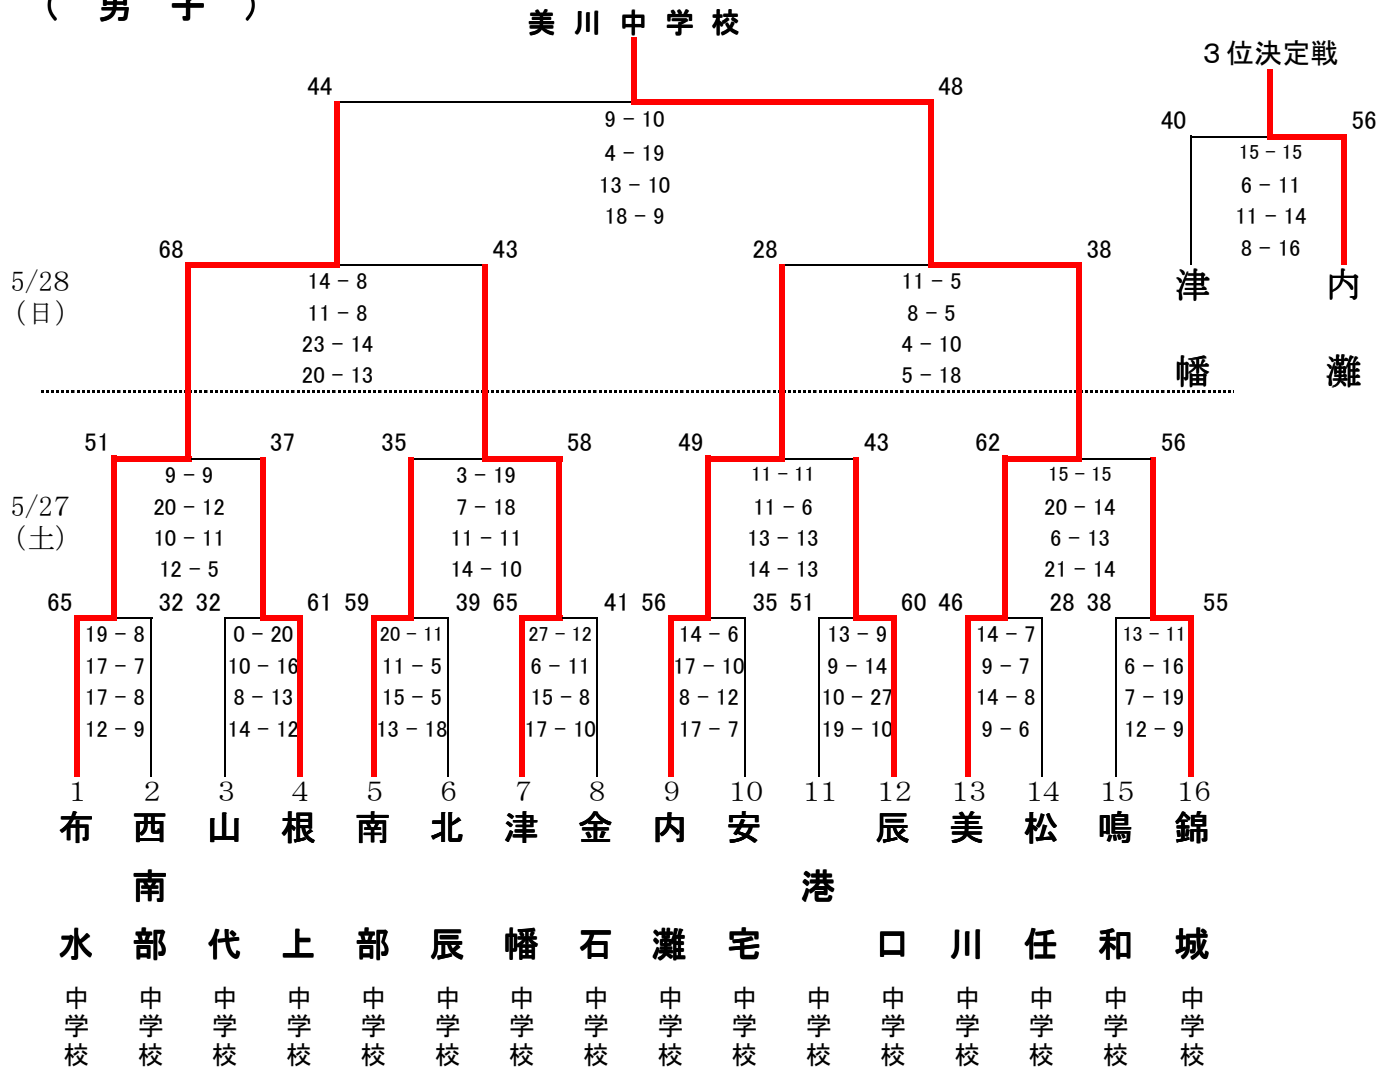 ( 男 子 )
美 川 中 学 校
３位決定戦
44
48
9 − 10
4 − 19
13 − 10
18 − 9
40
56
15 − 15
6 − 11
11 − 14
8 − 16
津幡
内灘
5/28
（日）
68
43
14 − 8
11 − 8
23 − 14
20 − 13
28
38
11 − 5
8 − 5
4 − 10
5 − 18
5/27
（土）
51
37
9 − 9
20 − 12
10 − 11
12 − 5
35
58
3 − 19
7 − 18
11 − 11
14 − 10
49
43
11 − 11
11 − 6
13 − 13
14 − 13
62
56
15 − 15
20 − 14
6 − 13
21 − 14
65
32
19 − 8
17 − 7
17 − 8
12 − 9
32
61
0 − 20
10 − 16
8 − 13
14 − 12
59
39
20 − 11
11 − 5
15 − 5
13 − 18
65
41
27 − 12
6 − 11
15 − 8
17 − 10
56
35
14 − 6
17 − 10
8 − 12
17 − 7
51
60
13 − 9
9 − 14
10 − 27
19 − 10
46
28
14 − 7
9 − 7
14 − 8
9 − 6
38
55
13 − 11
6 − 16
7 − 19
12 − 9
1 2 3 4 5 6 7 8 9 10 11 12 13 14 15 16
布水中学校
西南部中学校
山代中学校
根上中学校
南部中学校
北辰中学校
津幡中学校
金石中学校
内灘中学校
安宅中学校
港中学校
辰口中学校
美川中学校
松任中学校
鳴和中学校
錦城中学校